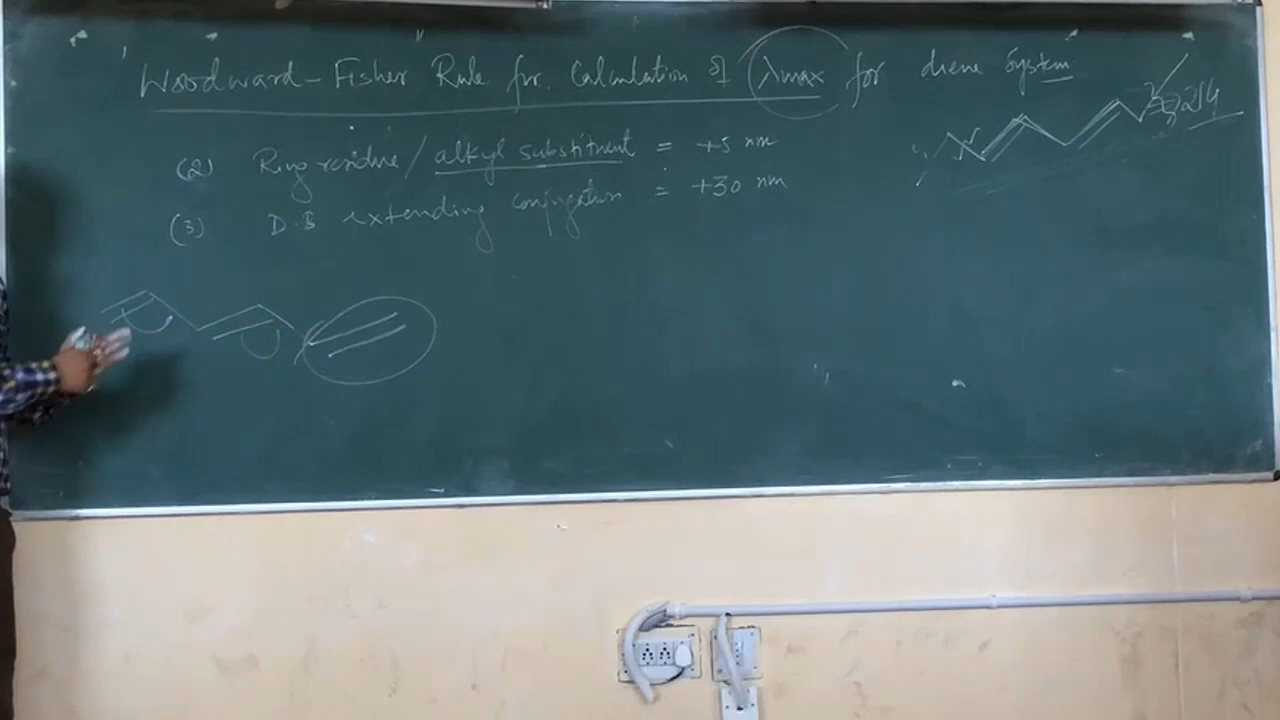 Woodward-Fisher Rule for Calculation of λmax for diene system
214
(2) Ring residue / alkyl substituent = +5 nm
(3) D.B extending conjugation = +30 nm